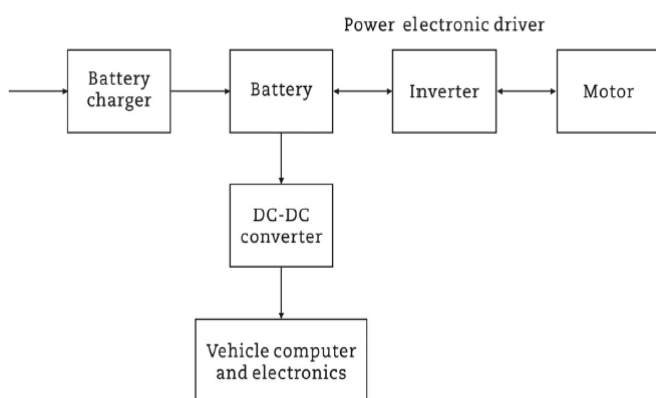 Power electronic driver
Battery
charger
Battery
Inverter
Motor
DC-DC
converter
Vehicle computer
and electronics